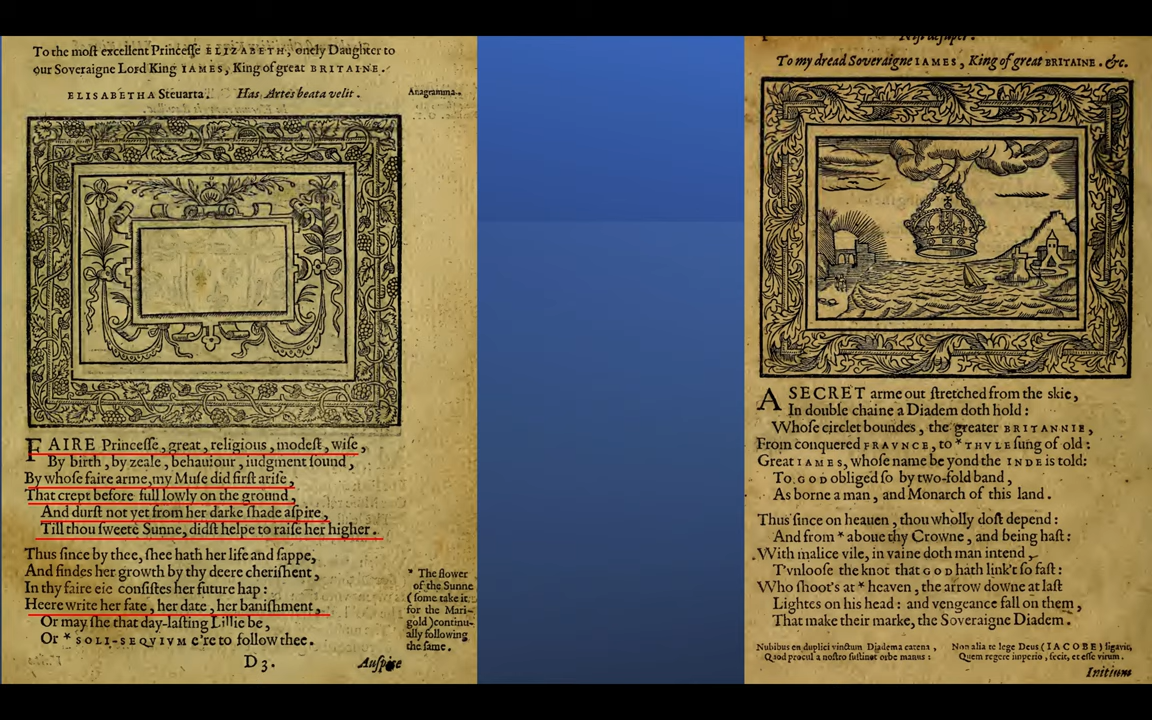 To the most excellent Princesse ELIZABETH, onely Daughter to
our Soveraigne Lord King IAMES, King of great BRITAINE.
ELISABETHA Steuarta. Has Artes beata velit. Anagramma.
FAIRE Princesse, great, religious, modest, wise,
By birth, by zeale, behauiour, iudgment sound,
By whose faire arme, my Muse did first arise,
That crept before full lowly on the ground,
And durst not yet from her darke shade aspire,
Till thou sweete Sunne, didst helpe to raise her higher.
Thus since by thee, shee hath her life and sappe,
And findes her growth by thy deere cherishent,
In thy faire eie consistes her future hap:
Heere write her fate, her date, her banishment,
Or may she that day-lasting Lillie be,
Or * SOLI-SEQVIVM e're to follow thee.
* The flower
of the Sunne
(some take it
for the Mari-
gold) continu-
ally following
the same.
D 3. Auspice
To my dread Soveraigne IAMES, King of great BRITAINE. &c.
A SECRET arme out stretched from the skie,
In double chaine a Diadem doth hold:
Whose circlet boundes, the greater BRITANNIE,
From conquered FRAVNCE, to * THVLE sung of old:
Great IAMES, whose name beyond the INDE is told:
To GOD obliged so by two-fold band,
As borne a man, and Monarch of this land.
Thus since on heauen, thou wholly dost depend:
And from * aboue thy Crowne, and being hast:
With malice vile, in vaine doth man intend,
T'vnloose the knot that GOD hath link't so fast:
Who shoot's at * heaven, the arrow downe at last
Lightes on his head: and vengeance fall on them,
That make their marke, the Soveraigne Diadem.
Nubibus en duplici vinctum Diadema catena,
Quod procul a nostro sustinet orbe manus:
Non alia te lege Deus (IACOBE) ligavit,
Quem regere imperio, fecit, et esse virum.
Initium